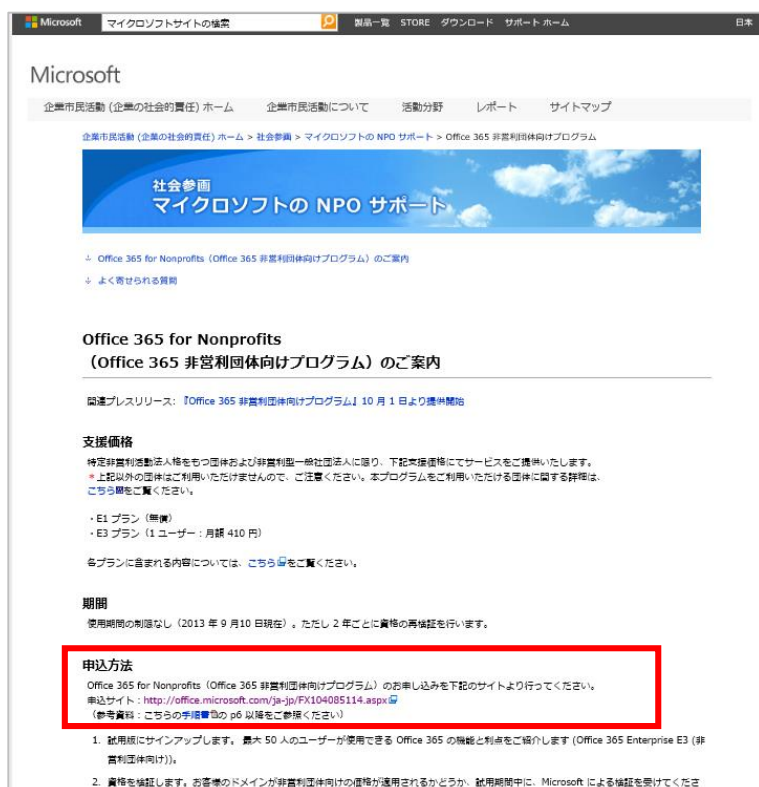 Microsoft マイクロソフトサイトの検索 製品一覧 STORE ダウンロード サポート ホーム 日本
Microsoft
企業市民活動 (企業の社会的責任) ホーム 企業市民活動について 活動分野 レポート サイトマップ
企業市民活動 (企業の社会的責任) ホーム > 社会参画 > マイクロソフトの NPO サポート > Office 365 非営利団体向けプログラム
社会参画
マイクロソフトの NPO サポート
Office 365 for Nonprofits（Office 365 非営利団体向けプログラム）のご案内
よく寄せられる質問
Office 365 for Nonprofits
（Office 365 非営利団体向けプログラム）のご案内
関連プレスリリース: 『Office 365 非営利団体向けプログラム』10 月 1 日より提供開始
支援価格
特定非営利活動法人格をもつ団体および非営利型一般社団法人に限り、下記支援価格にてサービスをご提供いたします。
*上記以外の団体はご利用いただけませんので、ご注意ください。本プログラムをご利用いただける団体に関する詳細は、
こちらをご覧ください。
・E1 プラン（無償）
・E3 プラン（1 ユーザー：月額 410 円）
各プランに含まれる内容については、こちらをご覧ください。
期間
使用期間の制限なし（2013 年 9 月10 日現在）。ただし 2 年ごとに資格の再検証を行います。
申込方法
Office 365 for Nonprofits（Office 365 非営利団体向けプログラム）のお申し込みを下記のサイトより行ってください。
申込サイト：http://office.microsoft.com/ja-jp/FX104085114.aspx
（参考資料：こちらの手順書の p6 以降をご参照ください）
1. 試用版にサインアップします。 最大 50 人のユーザーが使用できる Office 365 の機能と利点をご紹介します (Office 365 Enterprise E3 (非
営利団体向け))。
2. 資格を検証します。お客様のドメインが非営利団体向けの価格が適用されるかどうか、試用期間中に、Microsoft による検証を受けてくださ